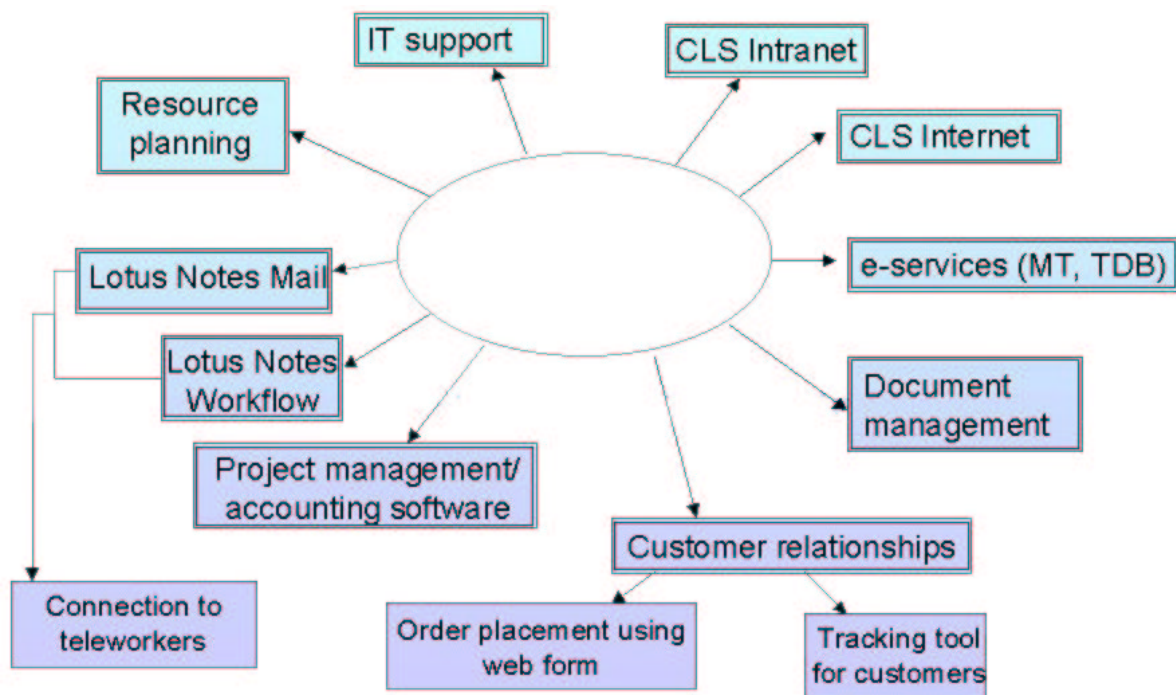 IT support
CLS Intranet
Resource
planning
CLS Internet
Lotus Notes Mail
e-services (MT, TDB)
Lotus Notes
Workflow
Document
management
Project management/
accounting software
Customer relationships
Connection to
teleworkers
Order placement using
web form
Tracking tool
for customers